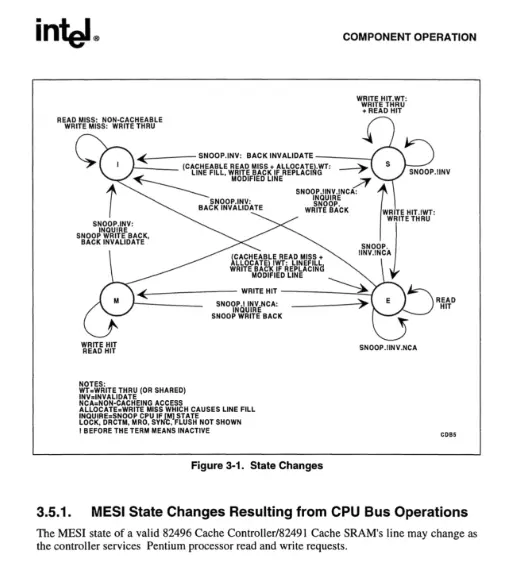 intel®
COMPONENT OPERATION
WRITE HIT.WT:
WRITE THRU
+ READ HIT
READ MISS: NON-CACHEABLE
WRITE MISS: WRITE THRU
I
SNOOP.INV: BACK INVALIDATE
S
(CACHEABLE READ MISS + ALLOCATE).WT:
LINE FILL, WRITE BACK IF REPLACING
MODIFIED LINE
SNOOP.!INV
SNOOP.!INV.!NCA:
INQUIRE
SNOOP
WRITE BACK
SNOOP.INV:
BACK INVALIDATE
WRITE HIT.!WT:
WRITE THRU
SNOOP.INV:
INQUIRE
SNOOP WRITE BACK,
BACK INVALIDATE
SNOOP.
!INV.!NCA
(CACHEABLE READ MISS +
ALLOCATE) !WT: LINEFILL,
WRITE BACK IF REPLACING
MODIFIED LINE
WRITE HIT
M
E
READ
HIT
SNOOP.! INV.NCA:
INQUIRE
SNOOP WRITE BACK
WRITE HIT
READ HIT
SNOOP.!INV.NCA
NOTES:
WT=WRITE THRU (OR SHARED)
INV=INVALIDATE
NCA=NON-CACHEING ACCESS
ALLOCATE=WRITE MISS WHICH CAUSES LINE FILL
INQUIRE=SNOOP CPU IF [M] STATE
LOCK, DRCTM, MRO, SYNC, FLUSH NOT SHOWN
! BEFORE THE TERM MEANS INACTIVE
CDB5
Figure 3-1. State Changes
3.5.1. MESI State Changes Resulting from CPU Bus Operations
The MESI state of a valid 82496 Cache Controller/82491 Cache SRAM's line may change as
the controller services Pentium processor read and write requests.